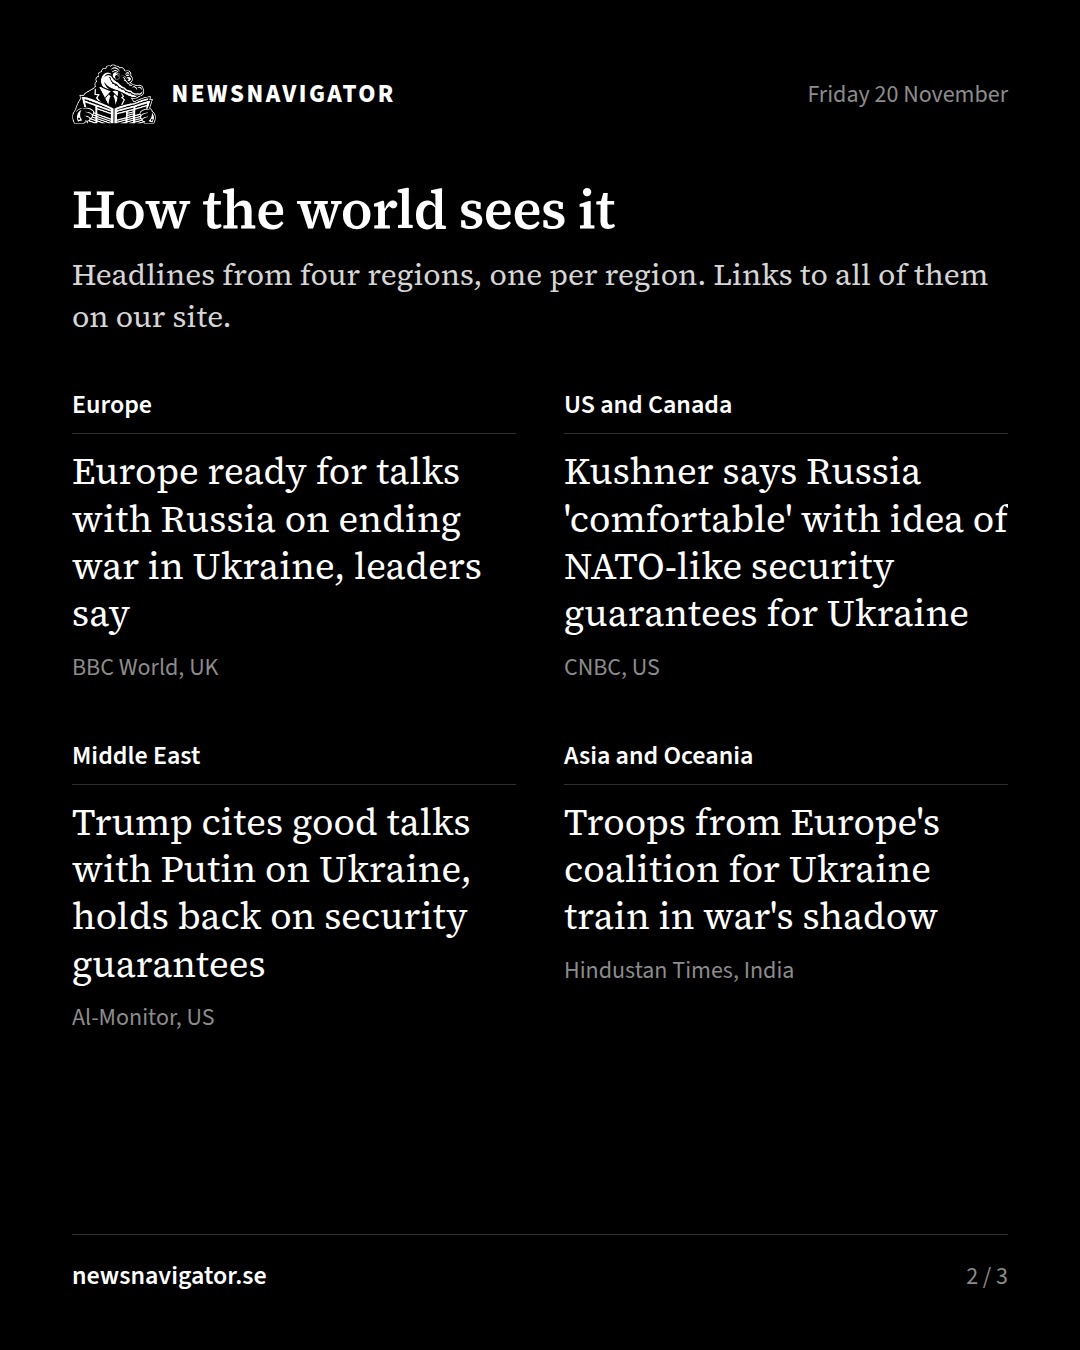 NEWSNAVIGATOR
Friday 20 November
How the world sees it
Headlines from four regions, one per region. Links to all of them
on our site.
Europe
Europe ready for talks
with Russia on ending
war in Ukraine, leaders
say
BBC World, UK
US and Canada
Kushner says Russia
'comfortable' with idea of
NATO-like security
guarantees for Ukraine
CNBC, US
Middle East
Trump cites good talks
with Putin on Ukraine,
holds back on security
guarantees
Al-Monitor, US
Asia and Oceania
Troops from Europe's
coalition for Ukraine
train in war's shadow
Hindustan Times, India
newsnavigator.se
2 / 3